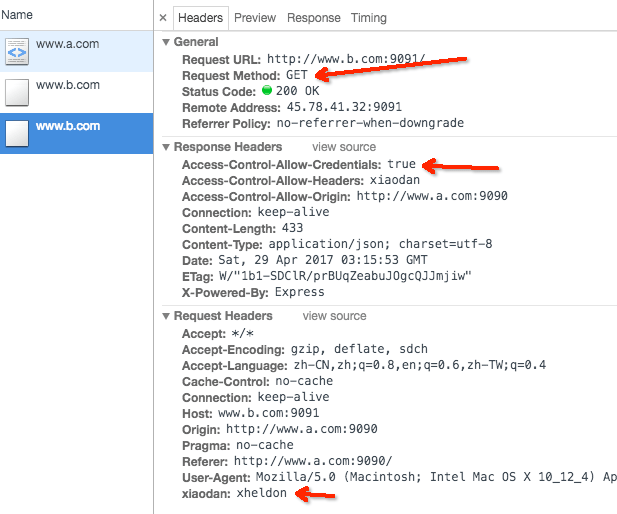 Name
www.a.com
www.b.com
www.b.com
× Headers Preview Response Timing
▼ General
Request URL: http://www.b.com:9091/
Request Method: GET
Status Code: 200 OK
Remote Address: 45.78.41.32:9091
Referrer Policy: no-referrer-when-downgrade
▼ Response Headers view source
Access-Control-Allow-Credentials: true
Access-Control-Allow-Headers: xiaodan
Access-Control-Allow-Origin: http://www.a.com:9090
Connection: keep-alive
Content-Length: 433
Content-Type: application/json; charset=utf-8
Date: Sat, 29 Apr 2017 03:15:53 GMT
ETag: W/"1b1-SDClR/prBUqZeabuJOgcQJJmjiw"
X-Powered-By: Express
▼ Request Headers view source
Accept: */*
Accept-Encoding: gzip, deflate, sdch
Accept-Language: zh-CN,zh;q=0.8,en;q=0.6,zh-TW;q=0.4
Cache-Control: no-cache
Connection: keep-alive
Host: www.b.com:9091
Origin: http://www.a.com:9090
Pragma: no-cache
Referer: http://www.a.com:9090/
User-Agent: Mozilla/5.0 (Macintosh; Intel Mac OS X 10_12_4) Ap
xiaodan: xheldon